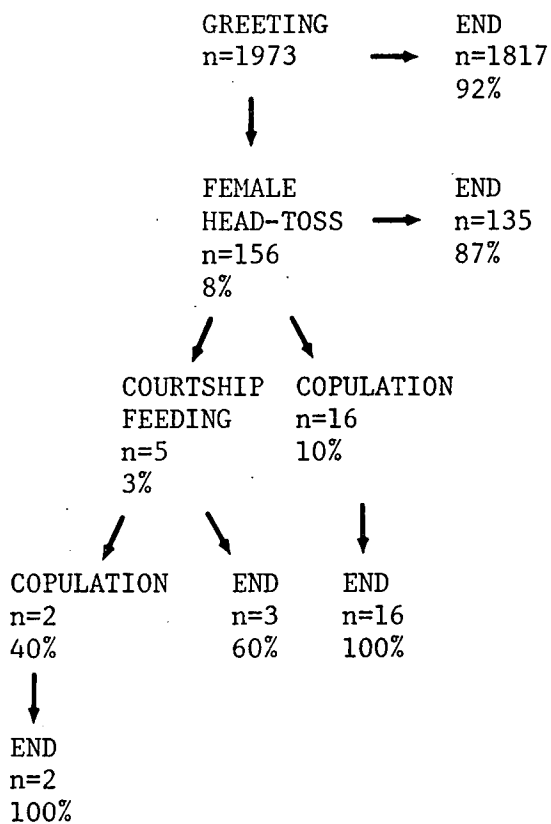 GREETING
n=1973
END
n=1817
92%
FEMALE
HEAD-TOSS
n=156
8%
END
n=135
87%
COURTSHIP
FEEDING
n=5
3%
COPULATION
n=16
10%
COPULATION
n=2
40%
END
n=3
60%
END
n=16
100%
END
n=2
100%